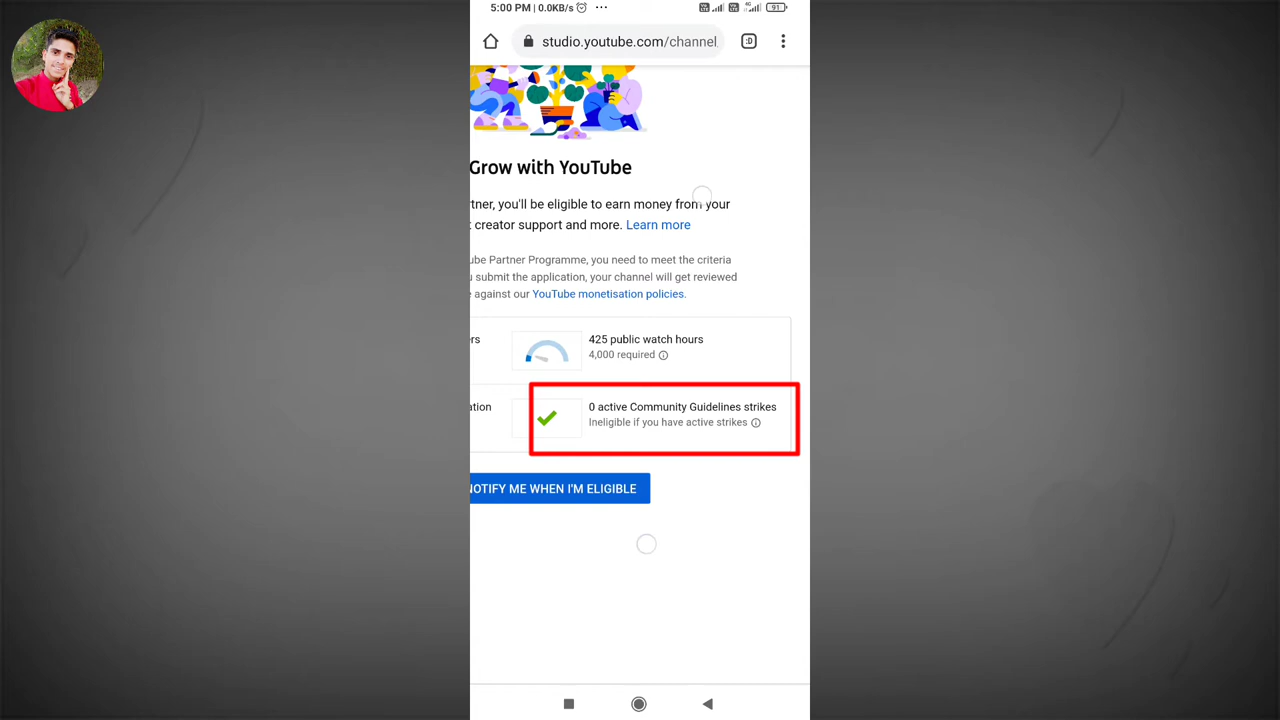 5:00 PM | 0.0KB/s ...
4G
91
studio.youtube.com/channel
:D
Grow with YouTube
tner, you'll be eligible to earn money from your
t creator support and more. Learn more
ube Partner Programme, you need to meet the criteria
u submit the application, your channel will get reviewed
e against our YouTube monetisation policies.
rs
425 public watch hours
4,000 required
ation
0 active Community Guidelines strikes
Ineligible if you have active strikes
NOTIFY ME WHEN I'M ELIGIBLE